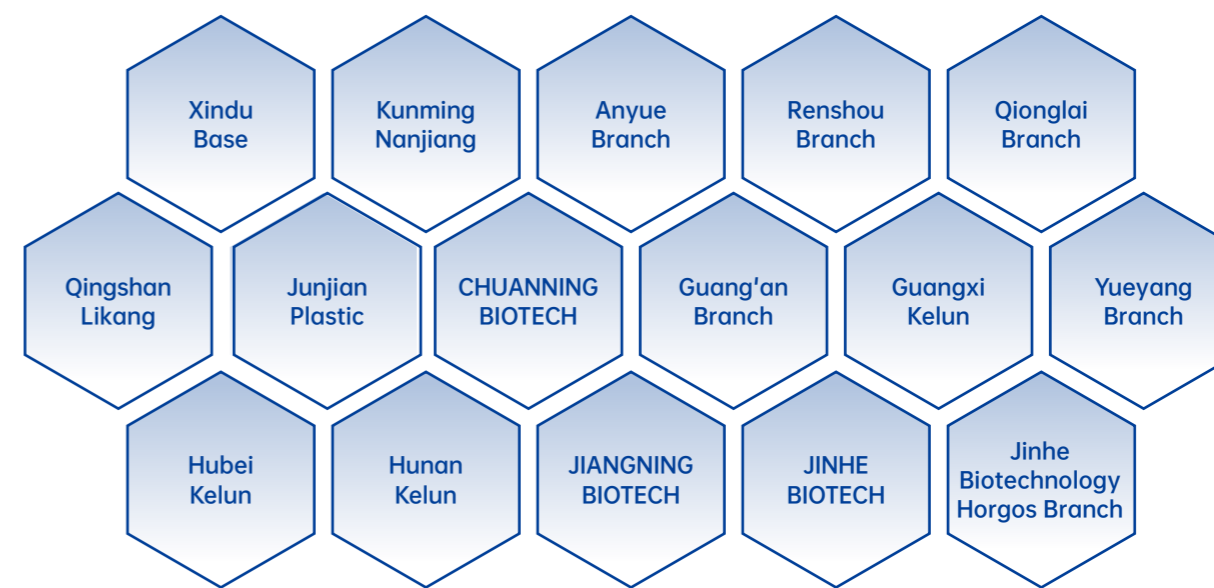 Xindu
Base
Kunming
Nanjiang
Anyue
Branch
Renshou
Branch
Qionglai
Branch
Qingshan
Likang
Junjian
Plastic
CHUANNING
BIOTECH
Guang'an
Branch
Guangxi
Kelun
Yueyang
Branch
Hubei
Kelun
Hunan
Kelun
JIANGNING
BIOTECH
JINHE
BIOTECH
Jinhe
Biotechnology
Horgos Branch